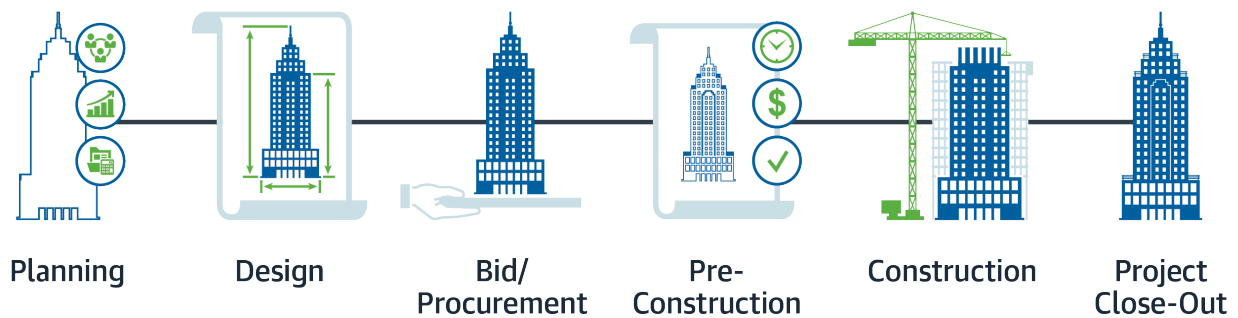 Planning
Design
Bid/
Procurement
Pre-
Construction
Construction
Project
Close-Out
$